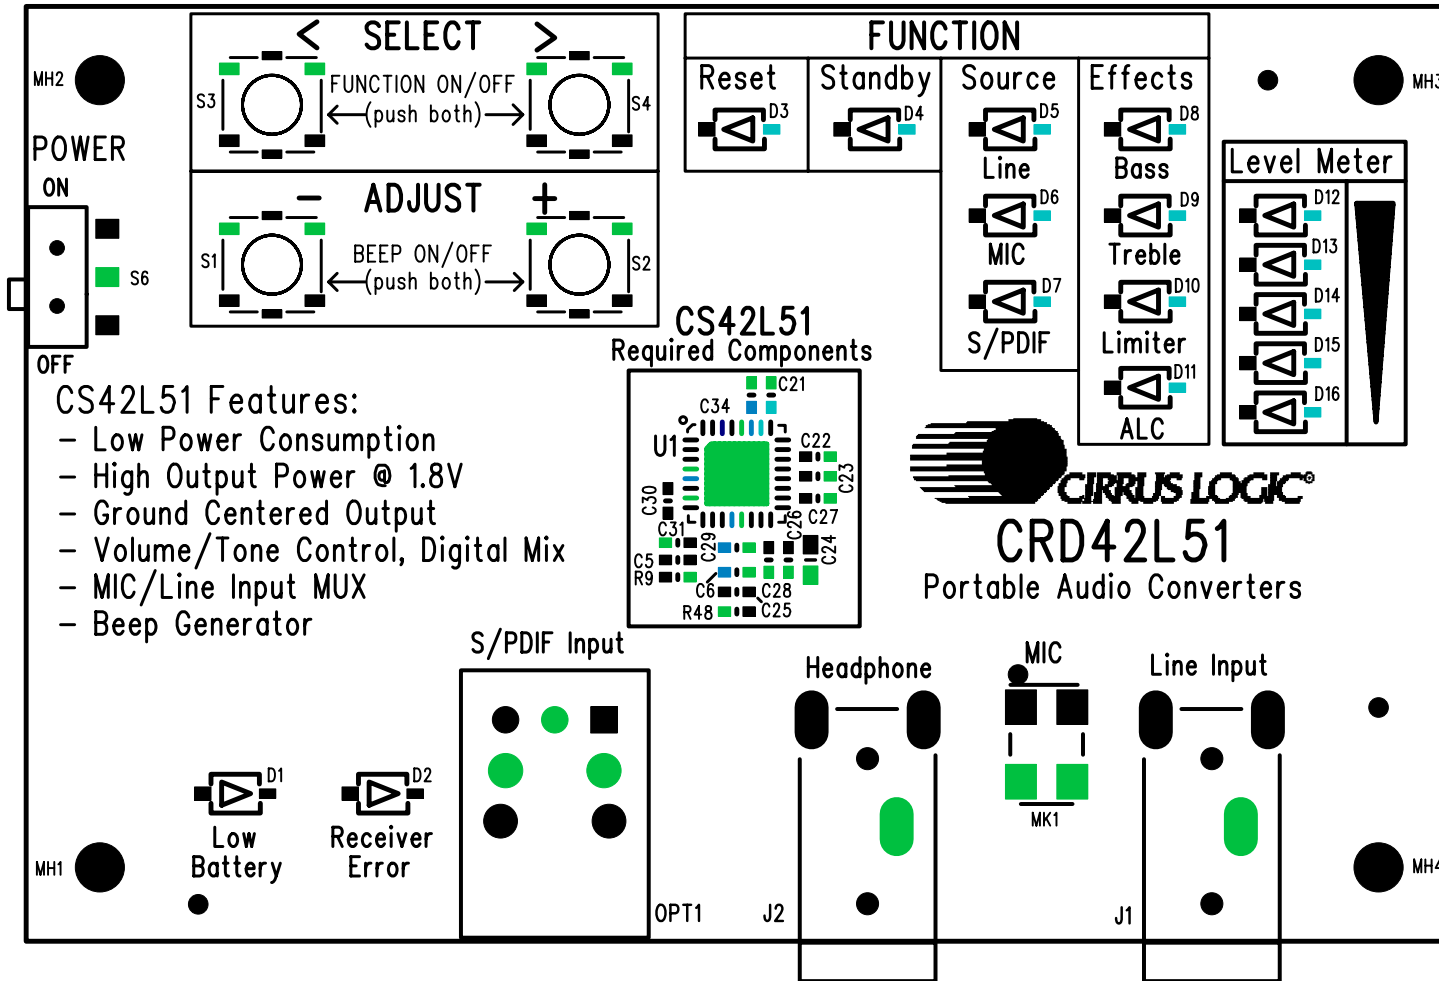 < SELECT >
FUNCTION ON/OFF
(push both)
S3
S4
- ADJUST +
BEEP ON/OFF
(push both)
S1
S2
MH2
POWER
ON
S6
OFF
FUNCTION
Reset
Standby
Source
Effects
D3
D4
D5
D8
Line
Bass
D6
D9
MIC
Treble
D7
D10
S/PDIF
Limiter
D11
ALC
MH3
Level Meter
D12
D13
D14
D15
D16
CS42L51
Required Components
C21
C34
U1
C22
C23
C30
C27
C31
C29
C26
C24
C5
R9
C6
C28
R48
C25
CS42L51 Features:
- Low Power Consumption
- High Output Power @ 1.8V
- Ground Centered Output
- Volume/Tone Control, Digital Mix
- MIC/Line Input MUX
- Beep Generator
CIRRUS LOGIC®
CRD42L51
Portable Audio Converters
S/PDIF Input
OPT1
Headphone
J2
MIC
MK1
Line Input
J1
D1
Low
Battery
D2
Receiver
Error
MH1
MH4